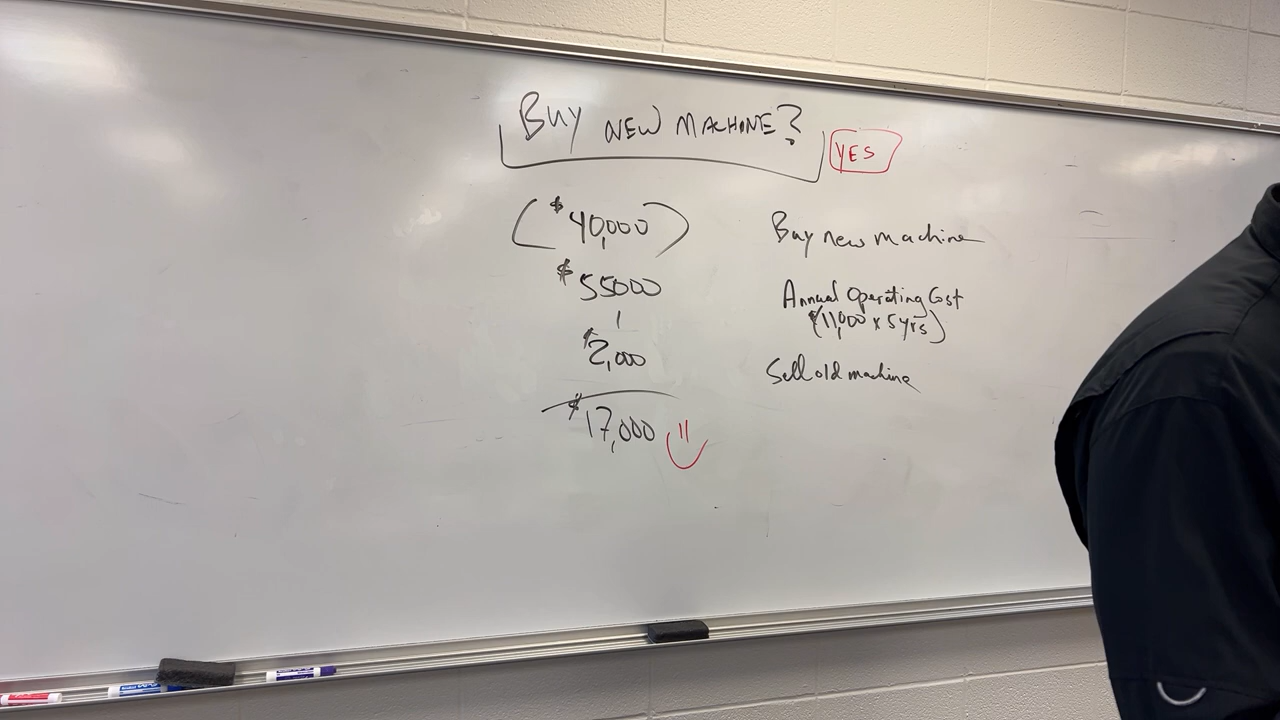 BUY NEW MACHINE?
YES
($40,000) Buy new machine
$55000 Annual Operating Cost
($11,000 x 5 yrs)
$2,000 Sell old machine
$17,000